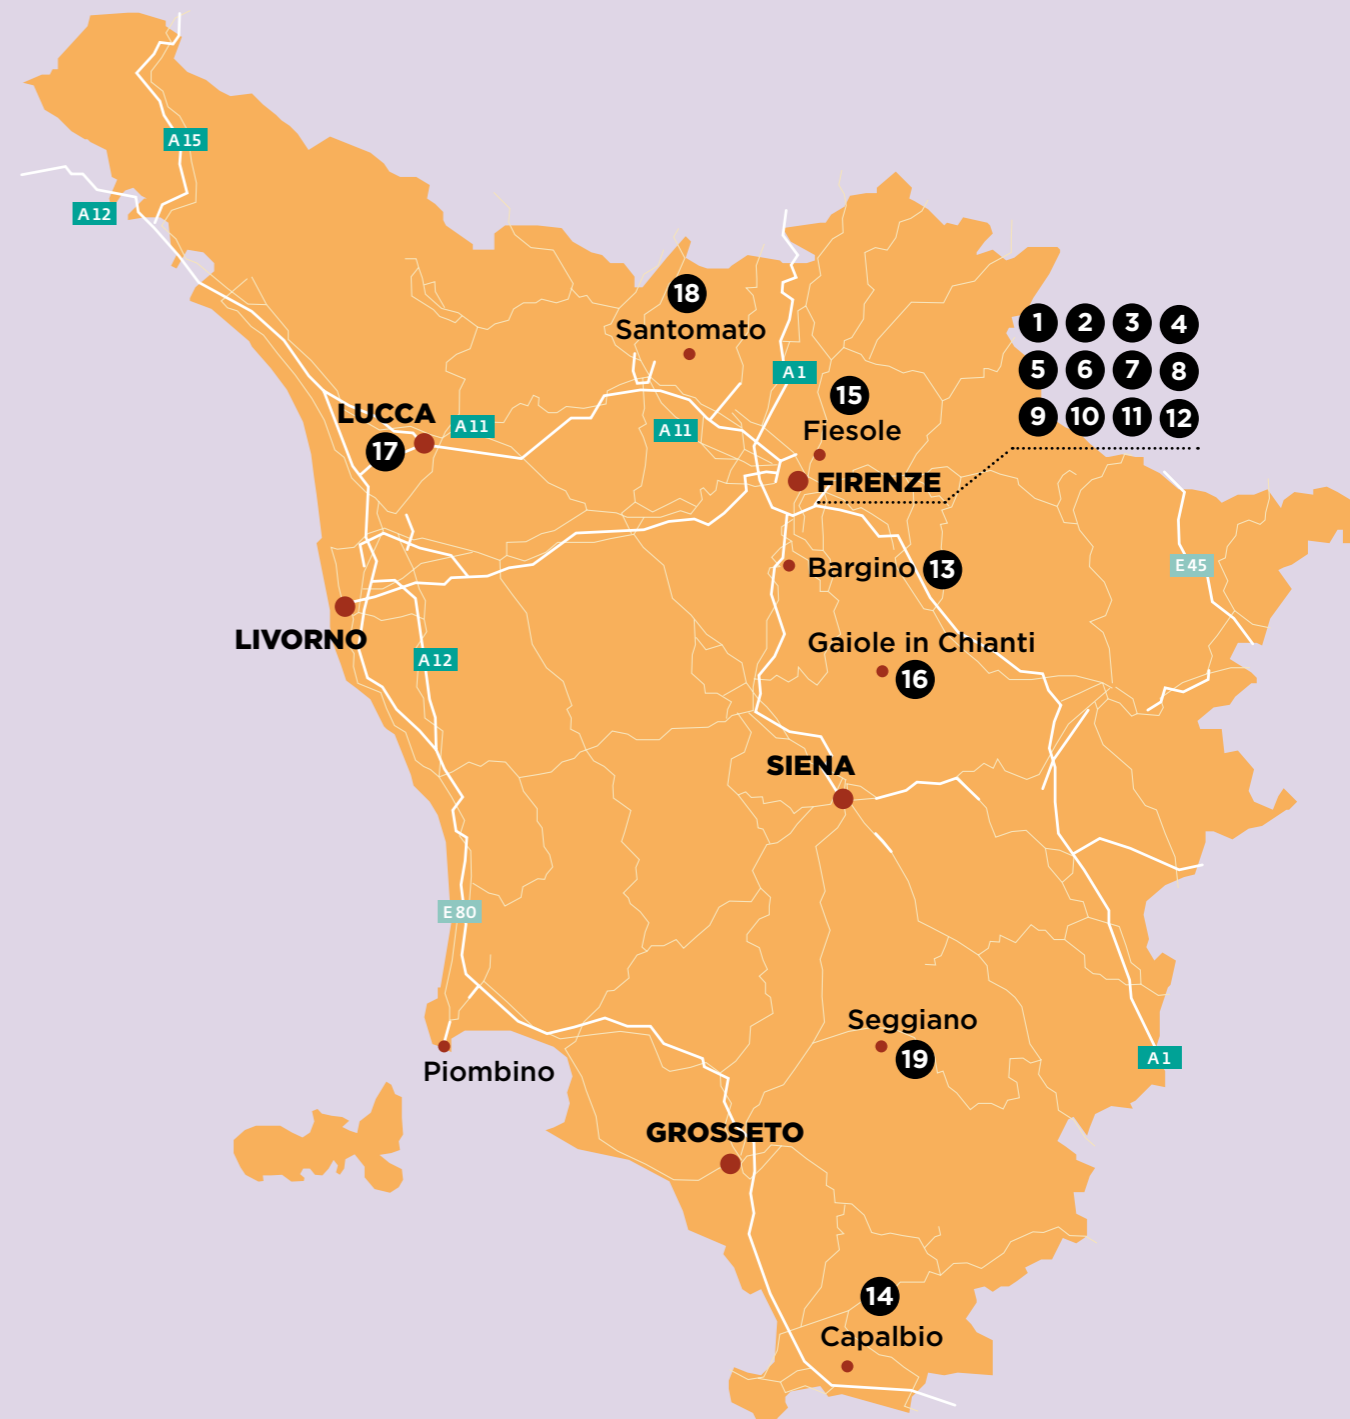 A15
A12
18
Santomato
1 2 3 4
5 6 7 8
9 10 11 12
A1
15
Fiesole
LUCCA
A11
A11
17
FIRENZE
Bargino 13
E45
LIVORNO
A12
Gaiole in Chianti
16
SIENA
E80
Seggiano
19
A1
Piombino
GROSSETO
14
Capalbio